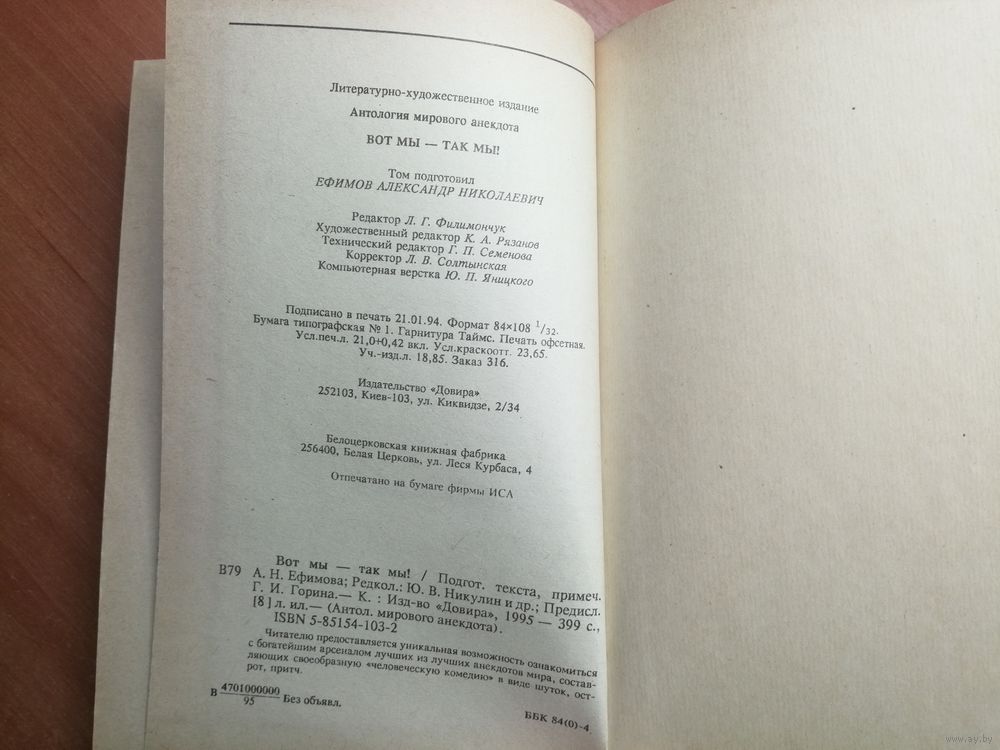 Литературно-художественное издание
Антология мирового анекдота
ВОТ МЫ — ТАК МЫ!
Том подготовил
ЕФИМОВ АЛЕКСАНДР НИКОЛАЕВИЧ
Редактор Л. Г. Филимончук
Художественный редактор К. А. Рязанов
Технический редактор Г. П. Семенова
Корректор Л. В. Солтынская
Компьютерная верстка Ю. П. Яницкого
Подписано в печать 21.01.94. Формат 84×108 1/32.
Бумага типографская № 1. Гарнитура Таймс. Печать офсетная.
Усл.печ.л. 21,0+0,42 вкл. Усл.краскоотт. 23,65.
Уч.-изд.л. 18,85. Заказ 316.
Издательство «Довира»
252103, Киев-103, ул. Киквидзе, 2/34
Белоцерковская книжная фабрика
256400, Белая Церковь, ул. Леся Курбаса, 4
Отпечатано на бумаге фирмы ИСА
Вот мы — так мы! / Подгот. текста, примеч.
В79 А. Н. Ефимова; Редкол.: Ю. В. Никулин и др.; Предисл.
Г. И. Горина.— К. : Изд-во «Довира», 1995 — 399 с.,
[8] л. ил.— (Антол. мирового анекдота).
ISBN 5-85154-103-2
Читателю предоставляется уникальная возможность ознакомиться
с богатейшим арсеналом лучших из лучших анекдотов мира, состав-
ляющих своеобразную «человеческую комедию» в виде шуток, ост-
рот, притч.
В 4701000000/95 Без объявл.
ББК 84(0)-4
www.ay.by